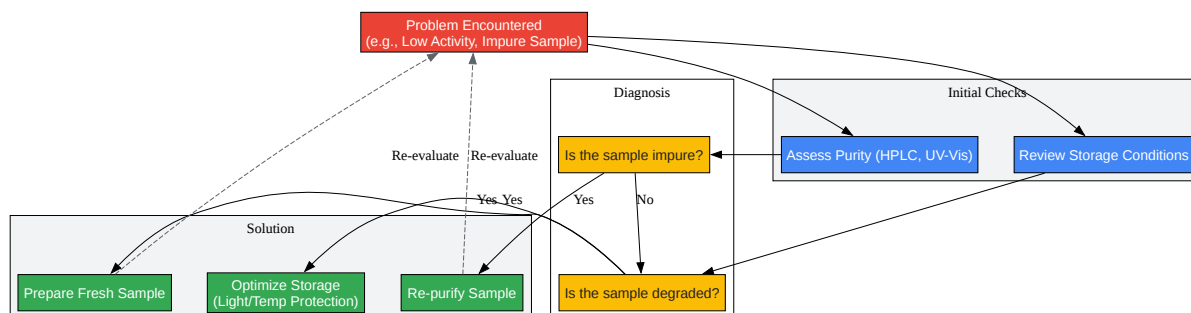 Problem Encountered
(e.g., Low Activity, Impure Sample)
Diagnosis
Initial Checks
Is the sample impure?
Assess Purity (HPLC, UV-Vis)
Review Storage Conditions
Re-evaluate
Re-evaluate
Yes
Yes
Yes
No
Solution
Prepare Fresh Sample
Optimize Storage
(Light/Temp Protection)
Re-purify Sample
Is the sample degraded?